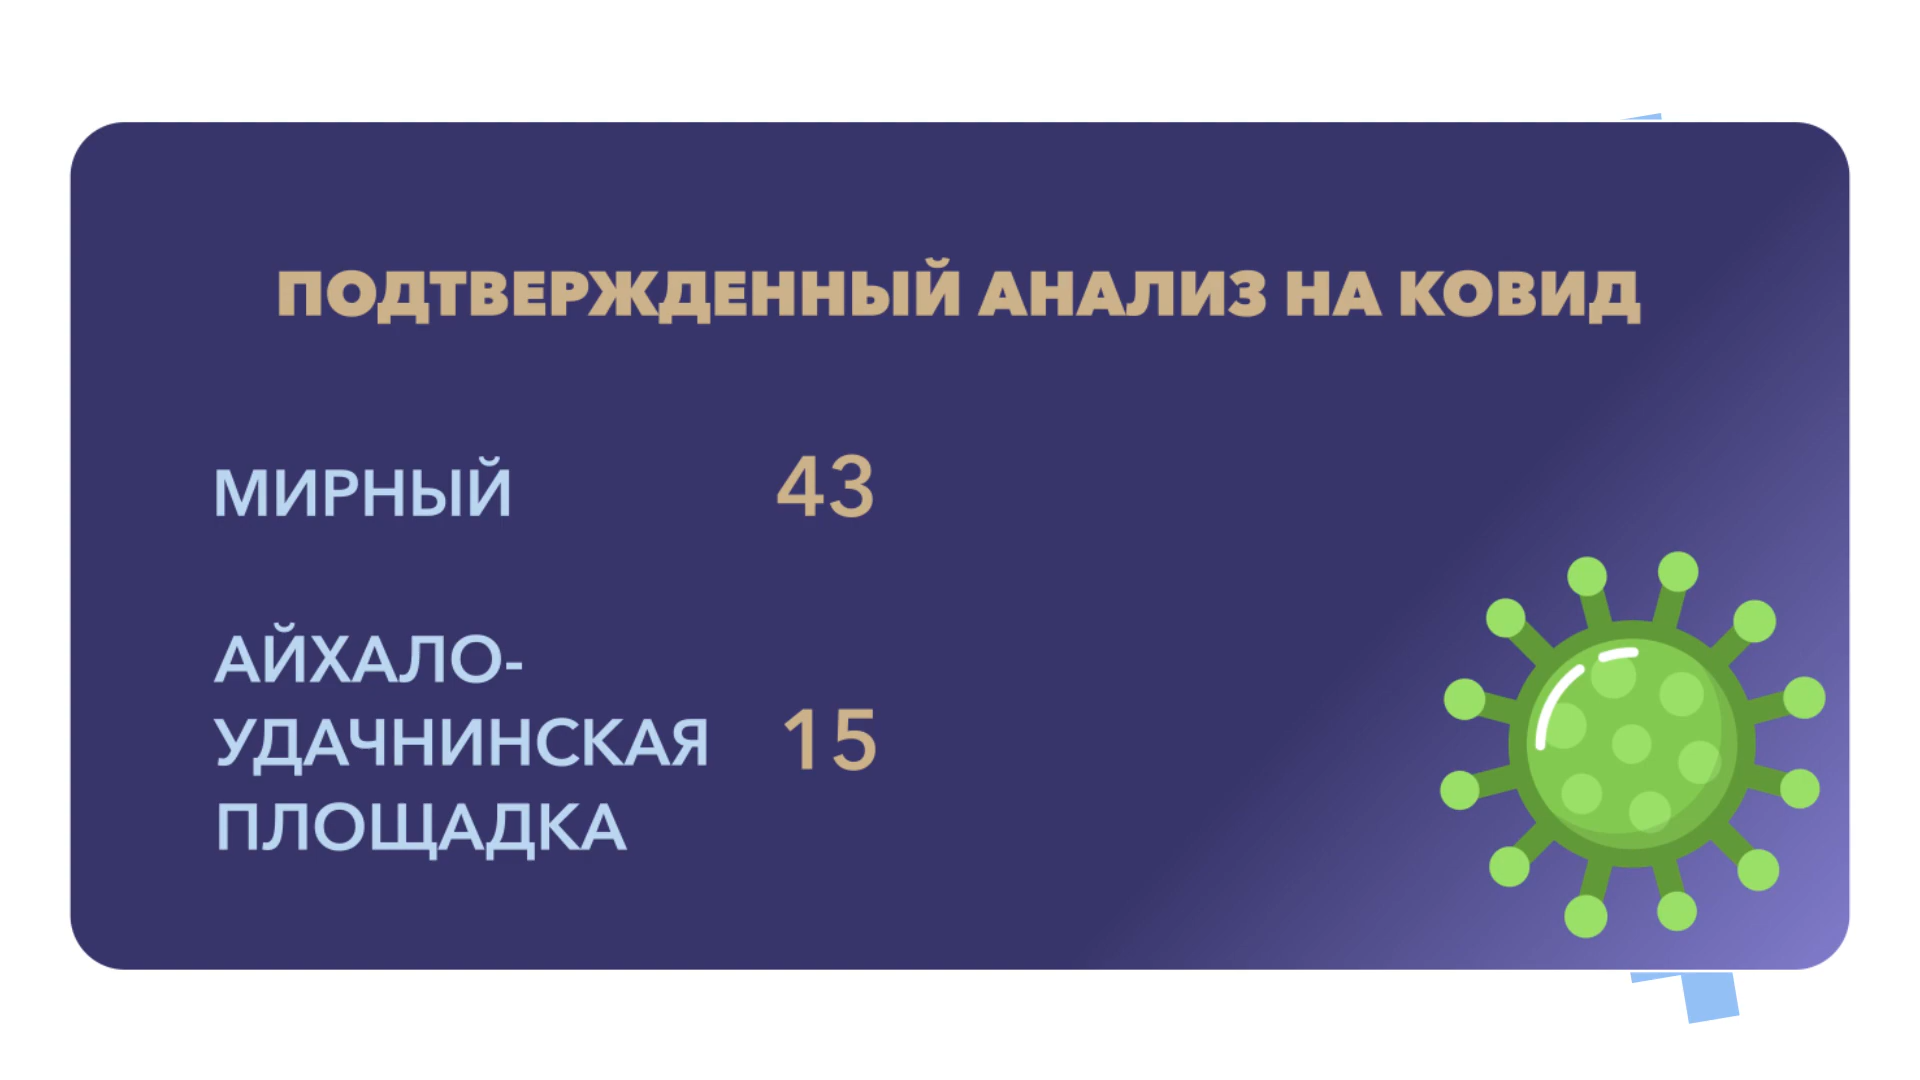 ПОДТВЕРЖДЕННЫЙ АНАЛИЗ НА КОВИД
МИРНЫЙ 43
АЙХАЛО-
УДАЧНИНСКАЯ 15
ПЛОЩАДКА